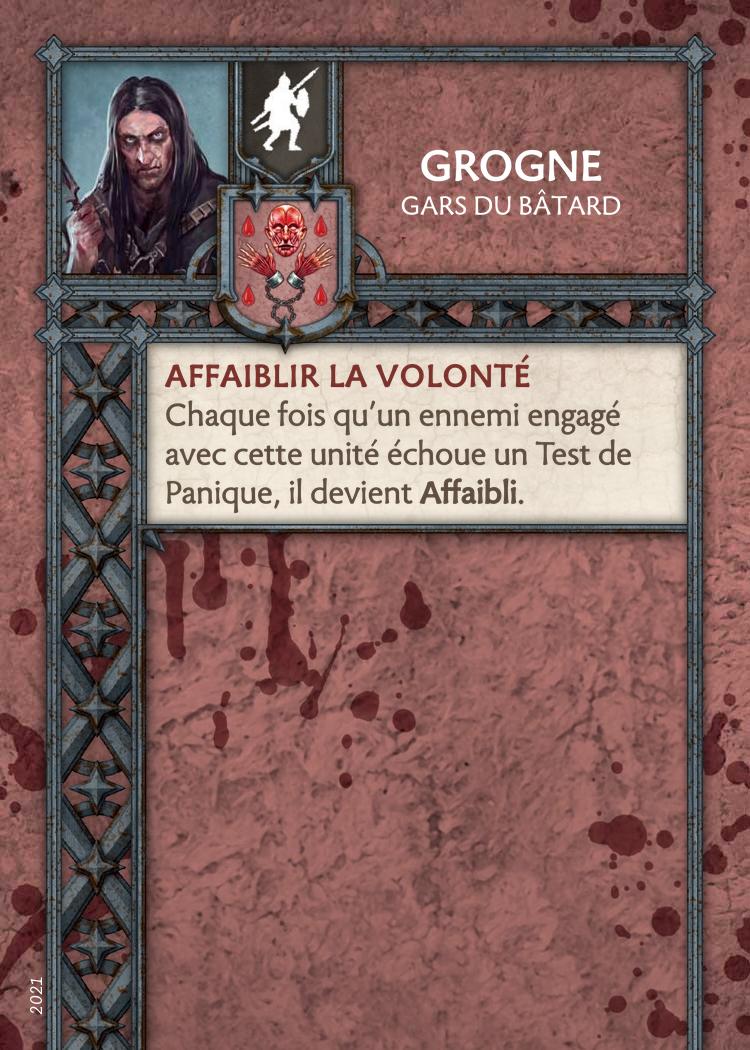 GROGNE
GARS DU BÂTARD
AFFAIBLIR LA VOLONTÉ
Chaque fois qu’un ennemi engagé
avec cette unité échoue un Test de
Panique, il devient Affaibli.
2021